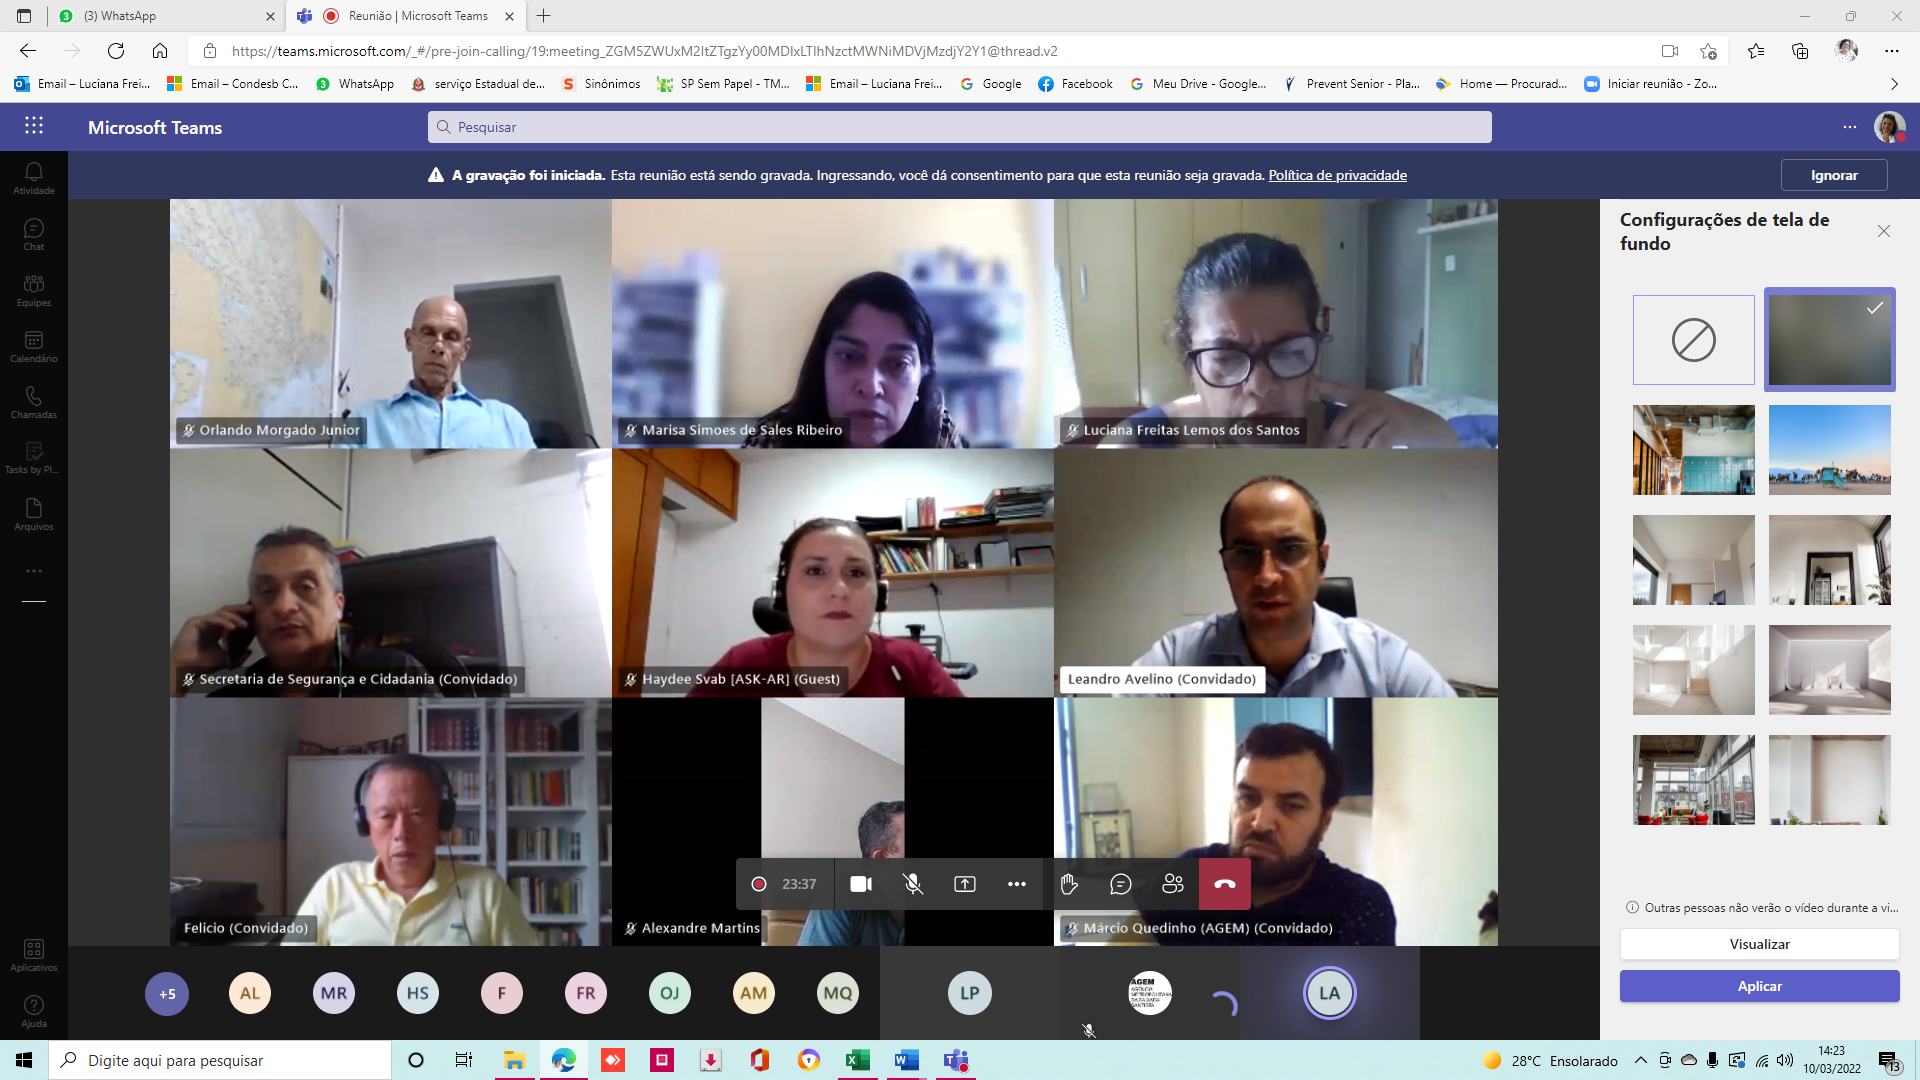 (3) WhatsApp
Reunião | Microsoft Teams
https://teams.microsoft.com/_#/pre-join-calling/19:meeting_ZGM5ZWUxM2ItZTgzYy00MDIxLTlhNzctMWNiMDVjMzdjY2Y1@thread.v2
Email – Luciana Frei...
Email – Condesb C...
WhatsApp
serviço Estadual de...
Sinônimos
SP Sem Papel - TM...
Email – Luciana Frei...
Google
Facebook
Meu Drive - Google...
Prevent Senior - Pla...
Home — Procurad...
Iniciar reunião - Zo...
Microsoft Teams
Pesquisar
A gravação foi iniciada. Esta reunião está sendo gravada. Ingressando, você dá consentimento para que esta reunião seja gravada. Política de privacidade
Ignorar
Atividade
Chat
Equipes
Calendário
Chamadas
Tasks by Pl...
Arquivos
Aplicativos
Ajuda
Orlando Morgado Junior
Marisa Simoes de Sales Ribeiro
Luciana Freitas Lemos dos Santos
Secretaria de Segurança e Cidadania (Convidado)
Haydee Svab [ASK-AR] (Guest)
Leandro Avelino (Convidado)
Felicio (Convidado)
Alexandre Martins
Márcio Quedinho (AGEM) (Convidado)
23:37
+5
AL
MR
HS
F
FR
OJ
AM
MQ
LP
AGEM
LA
Configurações de tela de
fundo
Outras pessoas não verão o vídeo durante a vi...
Visualizar
Aplicar
Digite aqui para pesquisar
28°C Ensolarado
14:23
10/03/2022
13